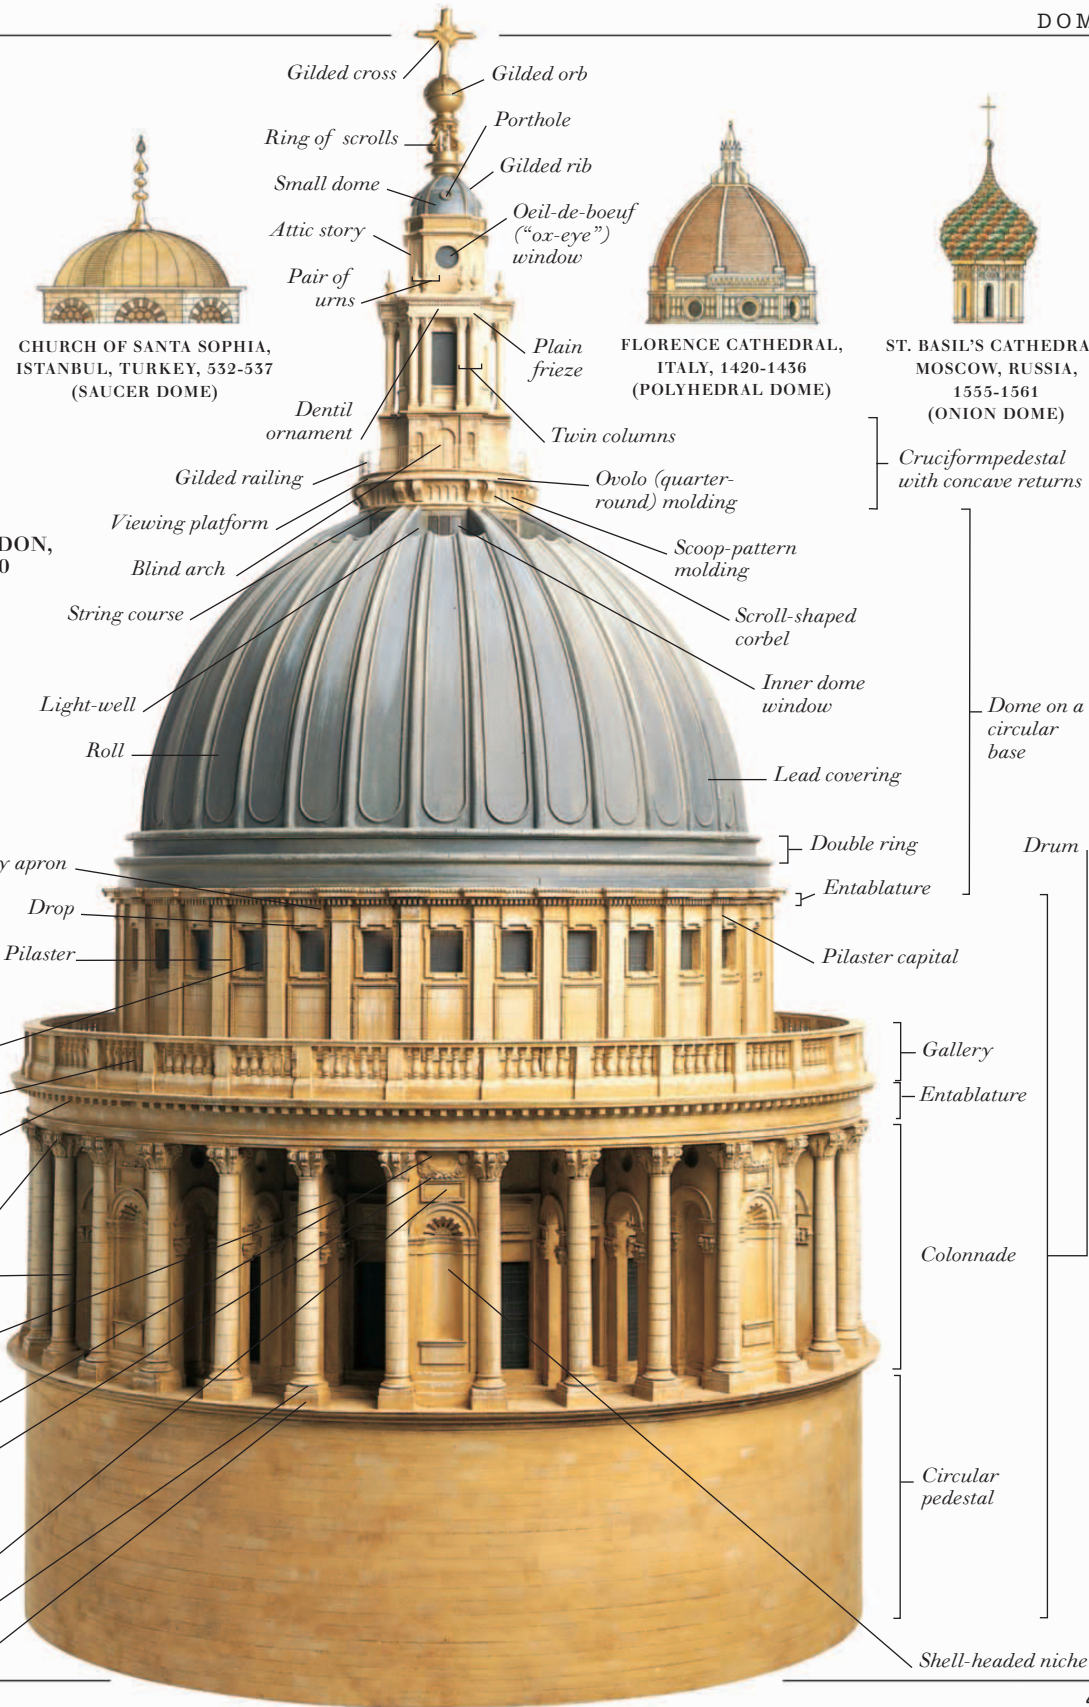 DOM
Gilded cross
Gilded orb
Ring of scrolls
Porthole
Small dome
Gilded rib
Attic story
Oeil-de-boeuf
("ox-eye")
window
Pair of
urns
CHURCH OF SANTA SOPHIA,
ISTANBUL, TURKEY, 532-537
(SAUCER DOME)
Plain
frieze
FLORENCE CATHEDRAL,
ITALY, 1420-1436
(POLYHEDRAL DOME)
ST. BASIL'S CATHEDRA
MOSCOW, RUSSIA,
1555-1561
(ONION DOME)
Dentil
ornament
Twin columns
Cruciformpedestal
with concave returns
Gilded railing
Ovolo (quarter-
round) molding
Viewing platform
DON,
0
Blind arch
Scoop-pattern
molding
String course
Scroll-shaped
corbel
Light-well
Inner dome
window
Dome on a
circular
base
Roll
Lead covering
Double ring
Drum
y apron
Entablature
Drop
Pilaster
Pilaster capital
Gallery
Entablature
Colonnade
Circular
pedestal
Shell-headed niche